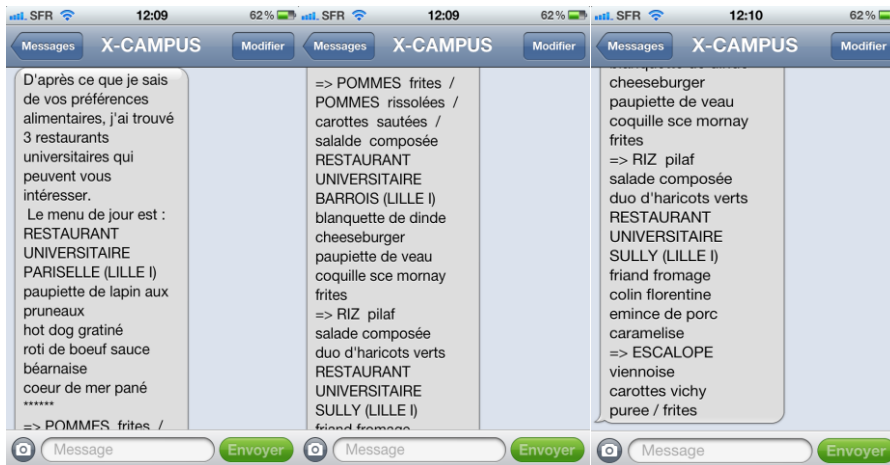 SFR 12:09 62 %
Messages X-CAMPUS Modifier
D'après ce que je sais
de vos préférences
alimentaires, j'ai trouvé
3 restaurants
universitaires qui
peuvent vous
intéresser.
Le menu de jour est :
RESTAURANT
UNIVERSITAIRE
PARISELLE (LILLE I)
paupiette de lapin aux
pruneaux
hot dog gratiné
roti de boeuf sauce
béarnaise
coeur de mer pané
******
=> POMMES frites /
Message Envoyer
SFR 12:09 62 %
Messages X-CAMPUS Modifier
=> POMMES frites /
POMMES rissolées /
carottes sautées /
salalde composée
RESTAURANT
UNIVERSITAIRE
BARROIS (LILLE I)
blanquette de dinde
cheeseburger
paupiette de veau
coquille sce mornay
frites
=> RIZ pilaf
salade composée
duo d'haricots verts
RESTAURANT
UNIVERSITAIRE
SULLY (LILLE I)
friand fromage
Message Envoyer
SFR 12:10 62 %
Messages X-CAMPUS Modifier
blanquette de dinde
cheeseburger
paupiette de veau
coquille sce mornay
frites
=> RIZ pilaf
salade composée
duo d'haricots verts
RESTAURANT
UNIVERSITAIRE
SULLY (LILLE I)
friand fromage
colin florentine
emince de porc
caramelise
=> ESCALOPE
viennoise
carottes vichy
puree / frites
Message Envoyer